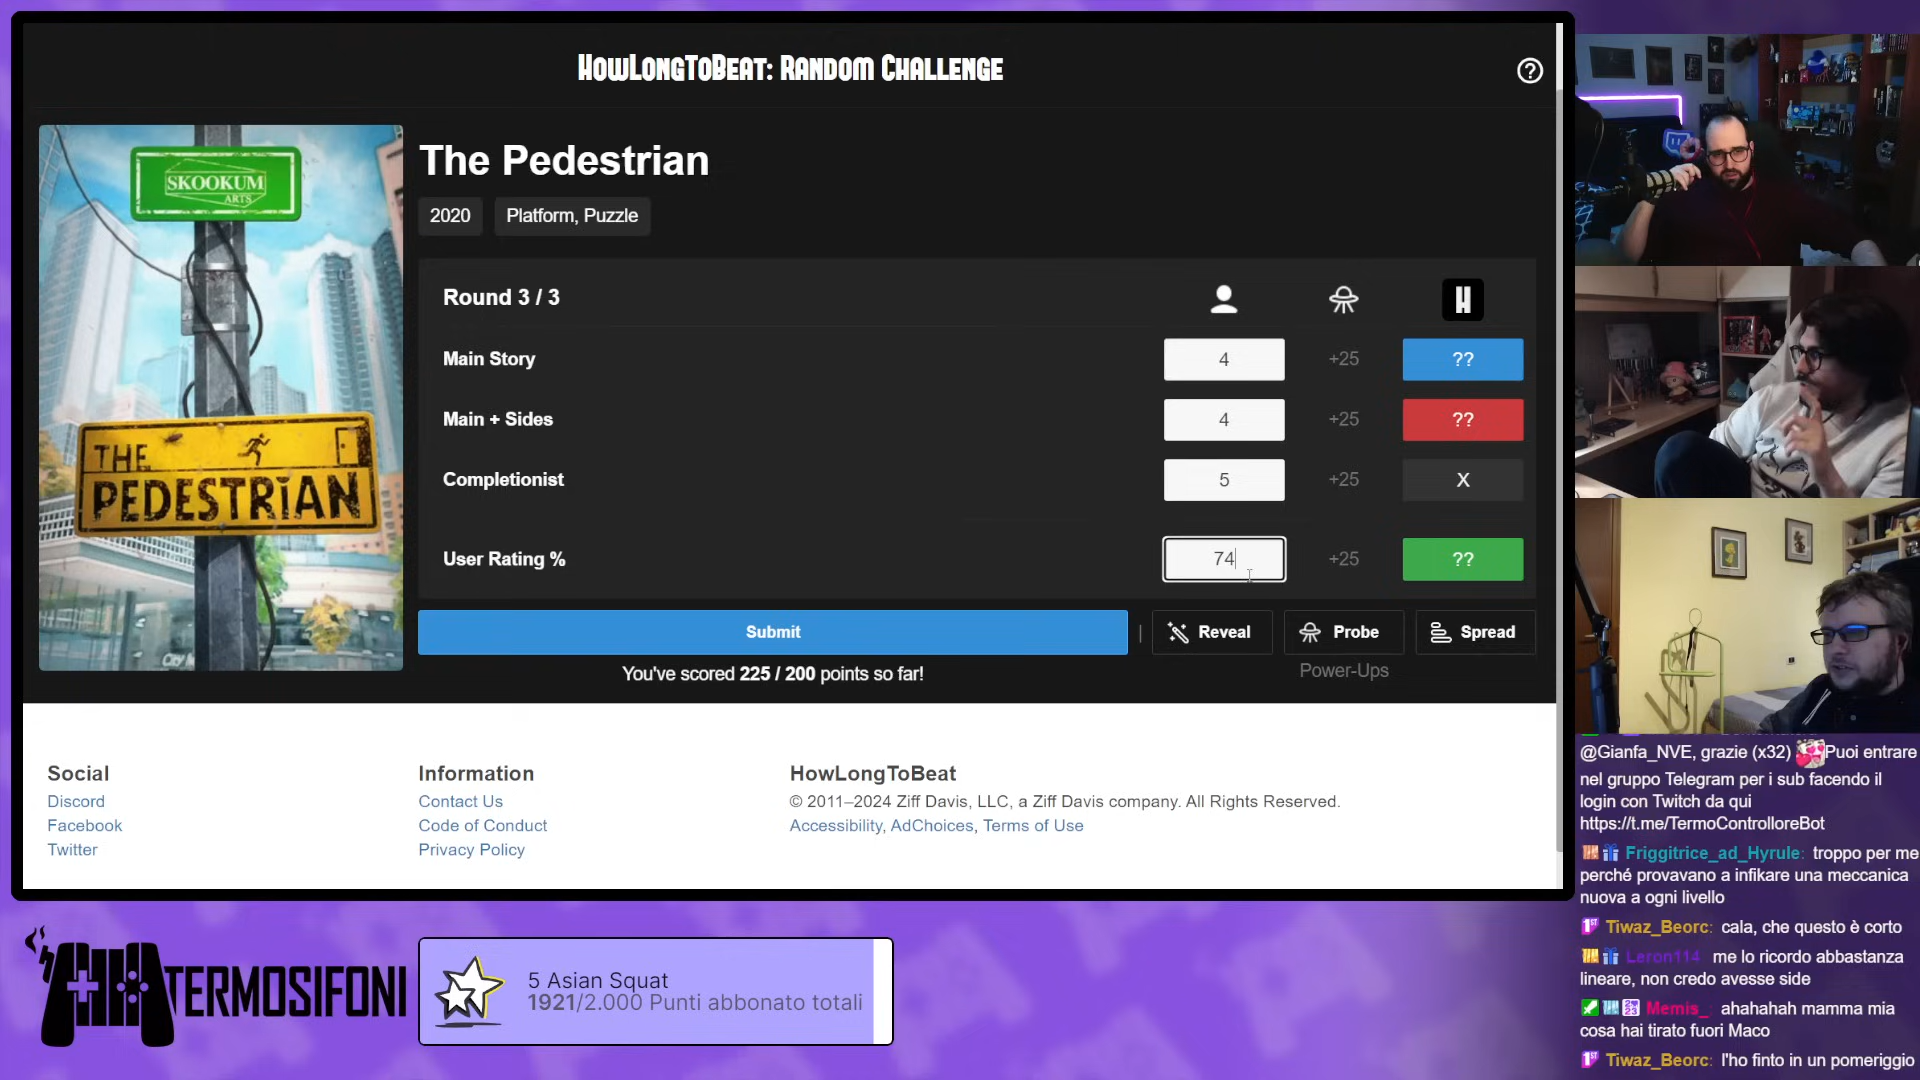 HowLongToBeat: Random Challenge
SKOOKUM
ARTS
THE
PEDESTRIAN
The Pedestrian
2020
Platform, Puzzle
Round 3 / 3
Main Story
4
+25
??
Main + Sides
4
+25
??
Completionist
5
+25
X
User Rating %
74
+25
??
Submit
Reveal
Probe
Spread
You've scored 225 / 200 points so far!
Power-Ups
Social
Discord
Facebook
Twitter
Information
Contact Us
Code of Conduct
Privacy Policy
HowLongToBeat
© 2011–2024 Ziff Davis, LLC, a Ziff Davis company. All Rights Reserved.
Accessibility, AdChoices, Terms of Use
TERMOSIFONI
5 Asian Squat
1921/2.000 Punti abbonato totali
@Gianfa_NVE, grazie (x32) Puoi entrare
nel gruppo Telegram per i sub facendo il
login con Twitch da qui
https://t.me/TermoControlloreBot
Friggitrice_ad_Hyrule: troppo per me
perché provavano a infikare una meccanica
nuova a ogni livello
Tiwaz_Beorc: cala, che questo è corto
Leron114 me lo ricordo abbastanza
lineare, non credo avesse side
Memis_: ahahahah mamma mia
cosa hai tirato fuori Maco
Tiwaz_Beorc: l'ho finto in un pomeriggio